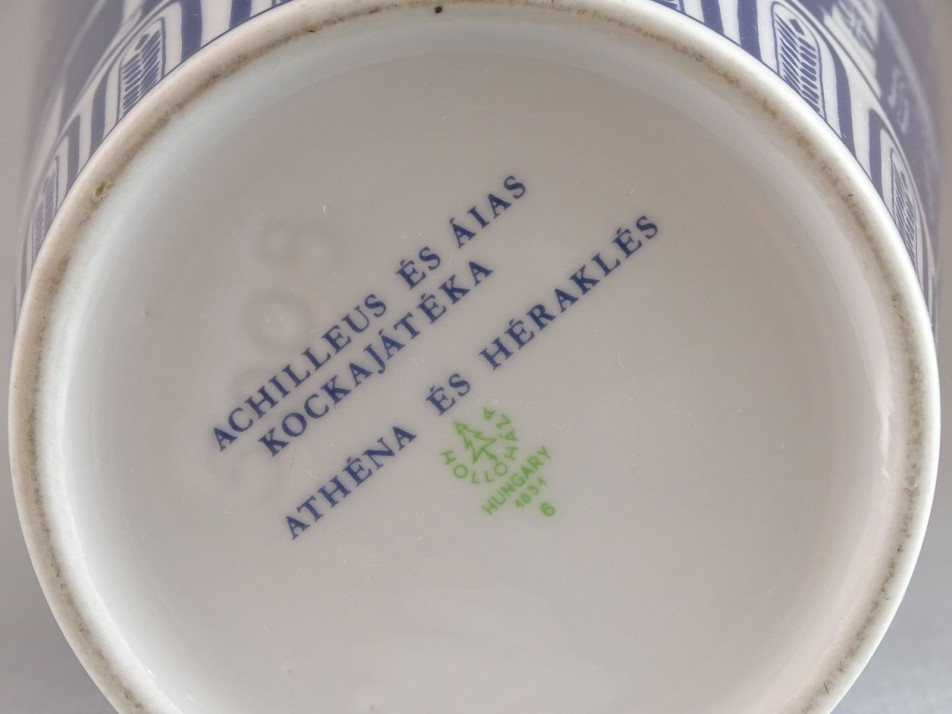 ACHILLEUS ÉS ÁIAS
KOCKAJÁTÉKA
ATHÉNA ÉS HÉRAKLÉS
HOLLÓHÁZA
HUNGARY
1831
6